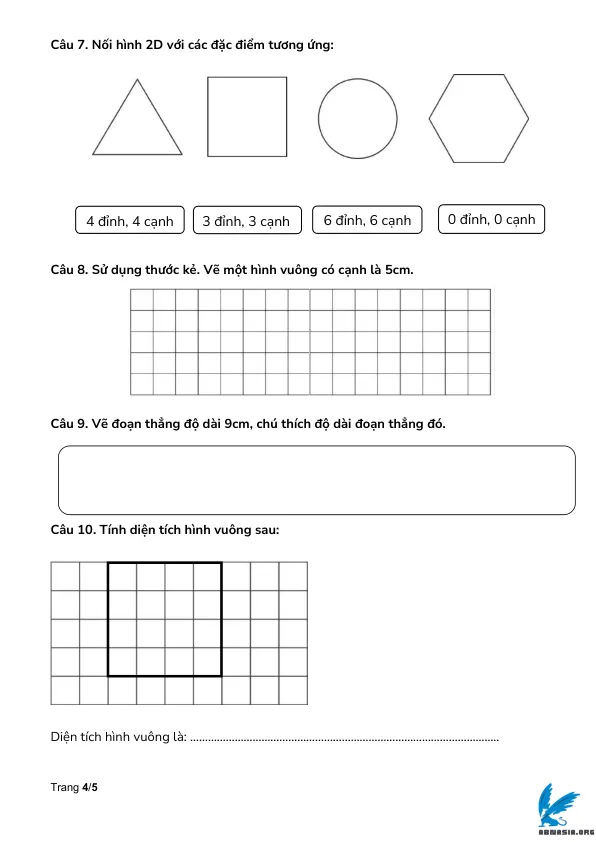 Câu 7. Nối hình 2D với các đặc điểm tương ứng:
4 đỉnh, 4 cạnh
3 đỉnh, 3 cạnh
6 đỉnh, 6 cạnh
0 đỉnh, 0 cạnh
Câu 8. Sử dụng thước kẻ. Vẽ một hình vuông có cạnh là 5cm.
Câu 9. Vẽ đoạn thẳng độ dài 9cm, chú thích độ dài đoạn thẳng đó.
Câu 10. Tính diện tích hình vuông sau:
Diện tích hình vuông là: ........................................................................................................
Trang 4/5
ABNASIA.ORG